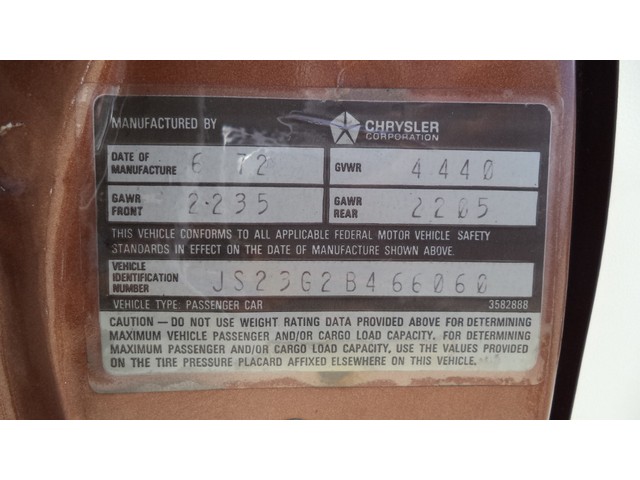 MANUFACTURED BY CHRYSLER CORPORATION
DATE OF MANUFACTURE 6 72 GVWR 4440
GAWR FRONT 2-235 GAWR REAR 2205
THIS VEHICLE CONFORMS TO ALL APPLICABLE FEDERAL MOTOR VEHICLE SAFETY
STANDARDS IN EFFECT ON THE DATE OF MANUFACTURE SHOWN ABOVE.
VEHICLE IDENTIFICATION NUMBER JS23G2B466060
VEHICLE TYPE: PASSENGER CAR 3582888
CAUTION — DO NOT USE WEIGHT RATING DATA PROVIDED ABOVE FOR DETERMINING
MAXIMUM VEHICLE PASSENGER AND/OR CARGO LOAD CAPACITY. FOR DETERMINING
MAXIMUM PASSENGER AND/OR CARGO LOAD CAPACITY, USE THE VALUES PROVIDED
ON THE TIRE PRESSURE PLACARD AFFIXED ELSEWHERE ON THIS VEHICLE.